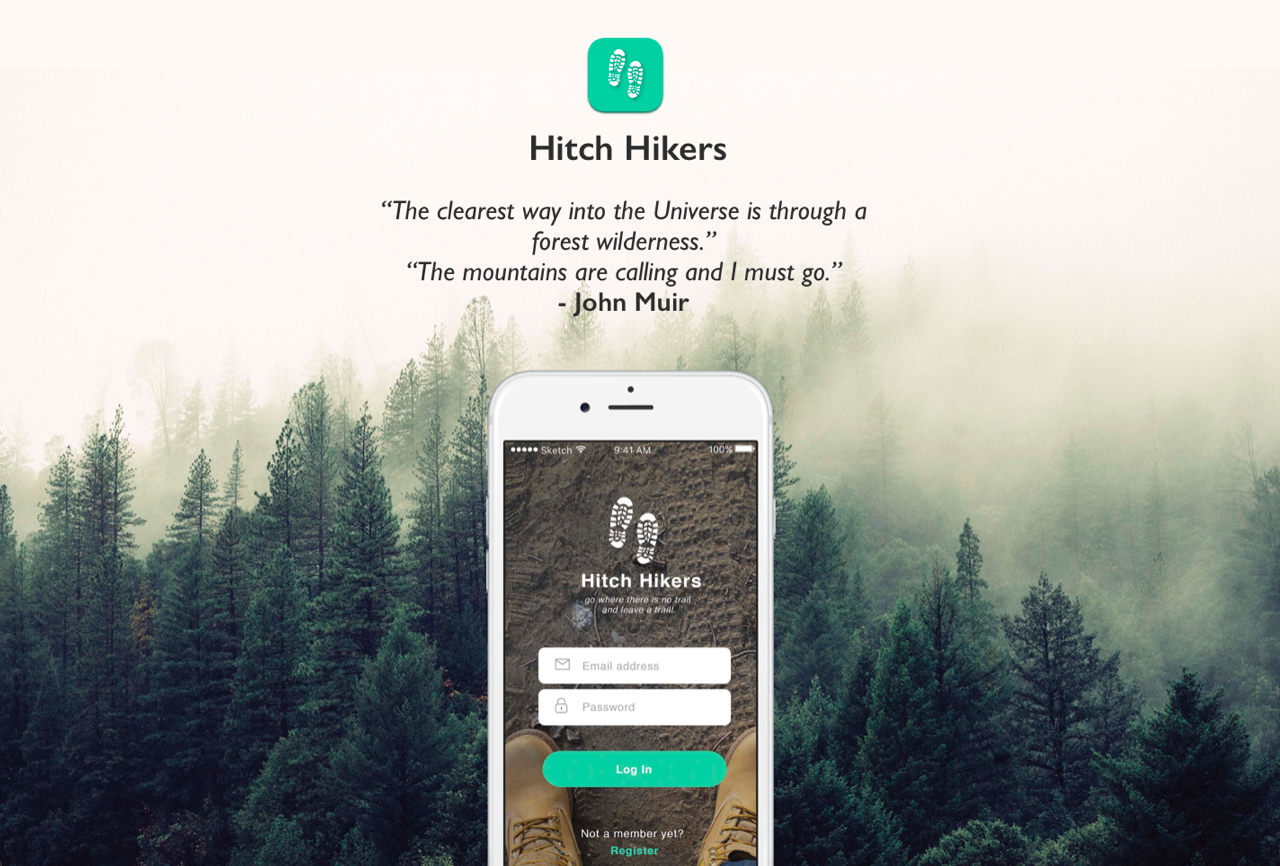 Hitch Hikers
“The clearest way into the Universe is through a
forest wilderness.”
“The mountains are calling and I must go.”
- John Muir
Sketch 9:41 AM 100%
Hitch Hikers
go where there is no trail
and leave a trail!
Email address
Password
Log In
Not a member yet?
Register